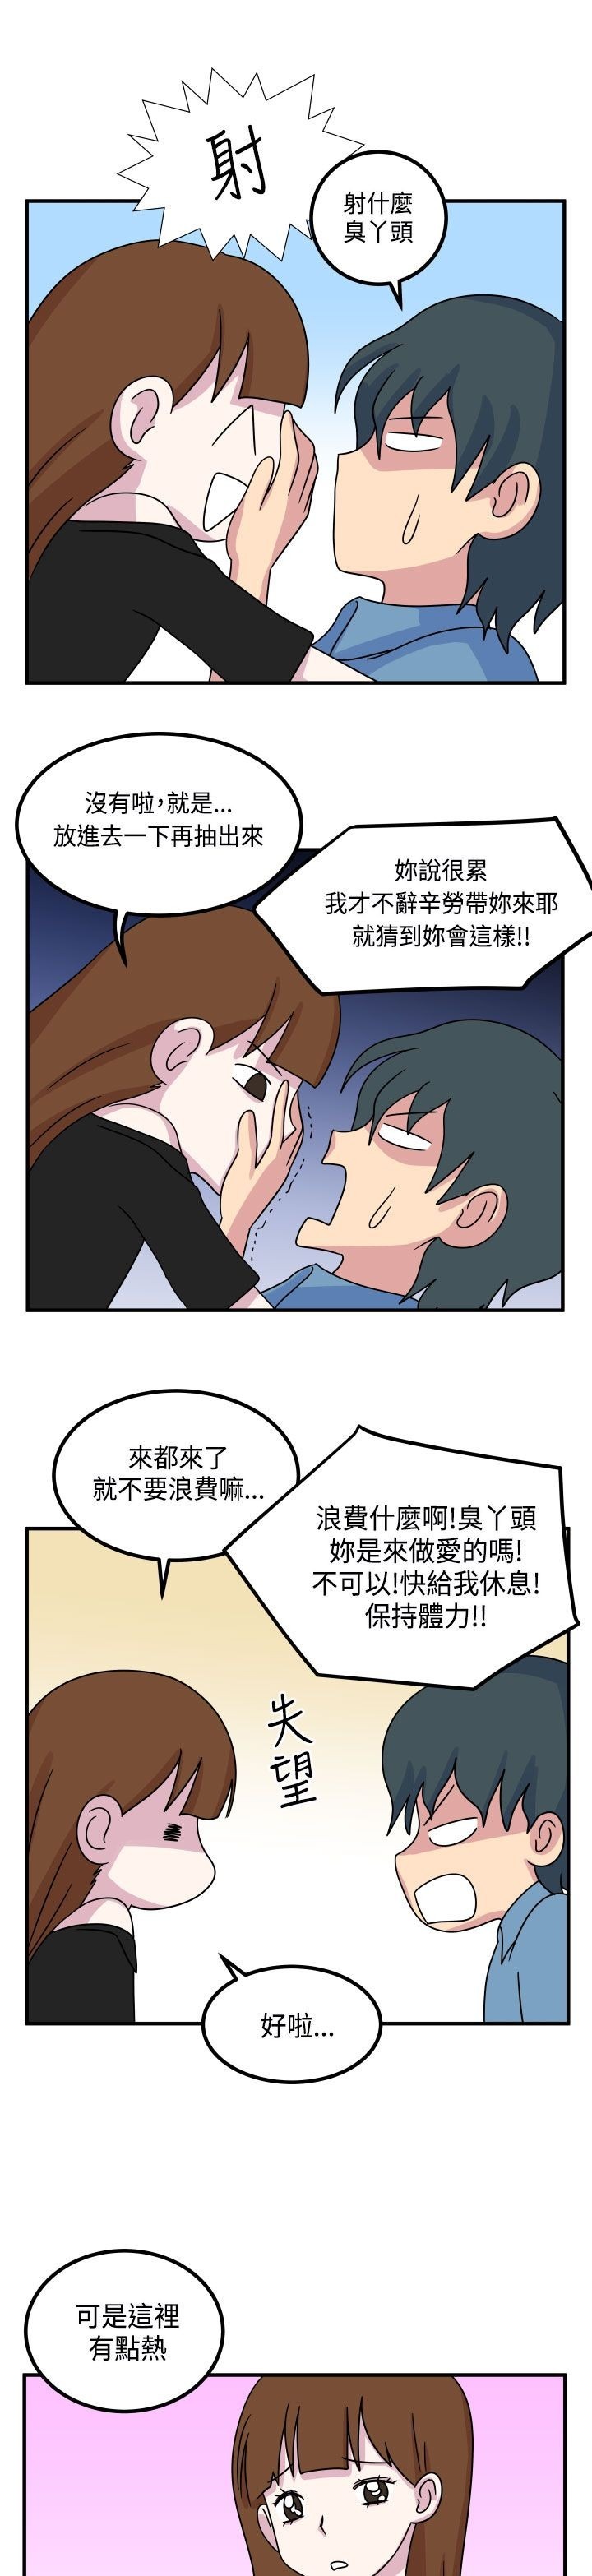 射
射什麼
臭丫頭
沒有啦，就是...
放進去一下再抽出來
妳說很累
我才不辭辛勞帶妳來耶
就猜到妳會這樣!!
來都來了
就不要浪費嘛...
浪費什麼啊!臭丫頭
妳是來做愛的嗎!
不可以!快給我休息!
保持體力!!
失望
好啦...
可是這裡
有點熱